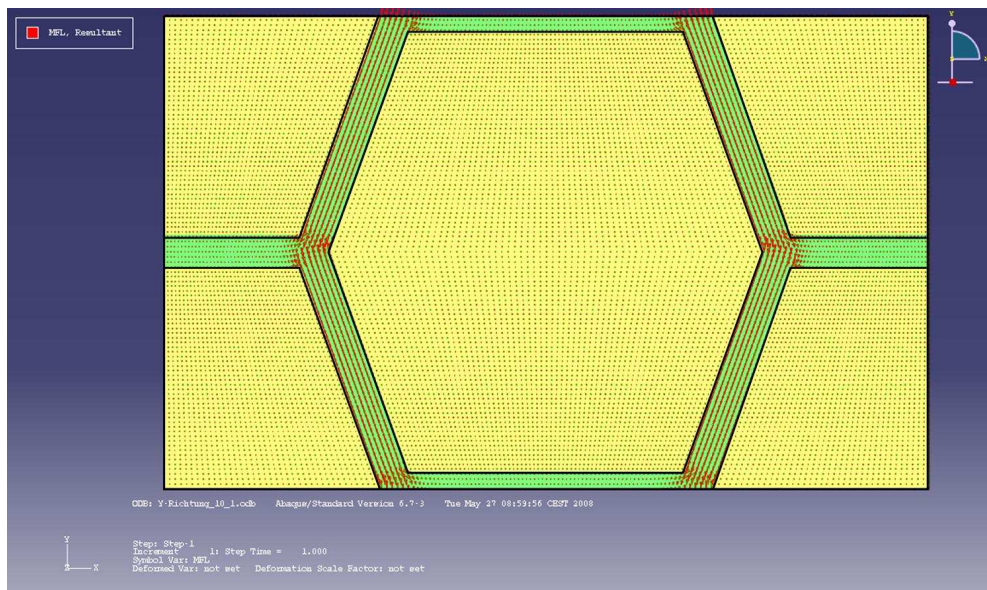 MFL, Resultant
Y
ODB: Y-Richtung_10_1.odb    Abaqus/Standard Version 6.7-3    Tue May 27 08:59:56 CEST 2008
Y
Z X
Step: Step-1
Increment      1: Step Time =    1.000
Symbol Var: MFL
Deformed Var: not set   Deformation Scale Factor: not set